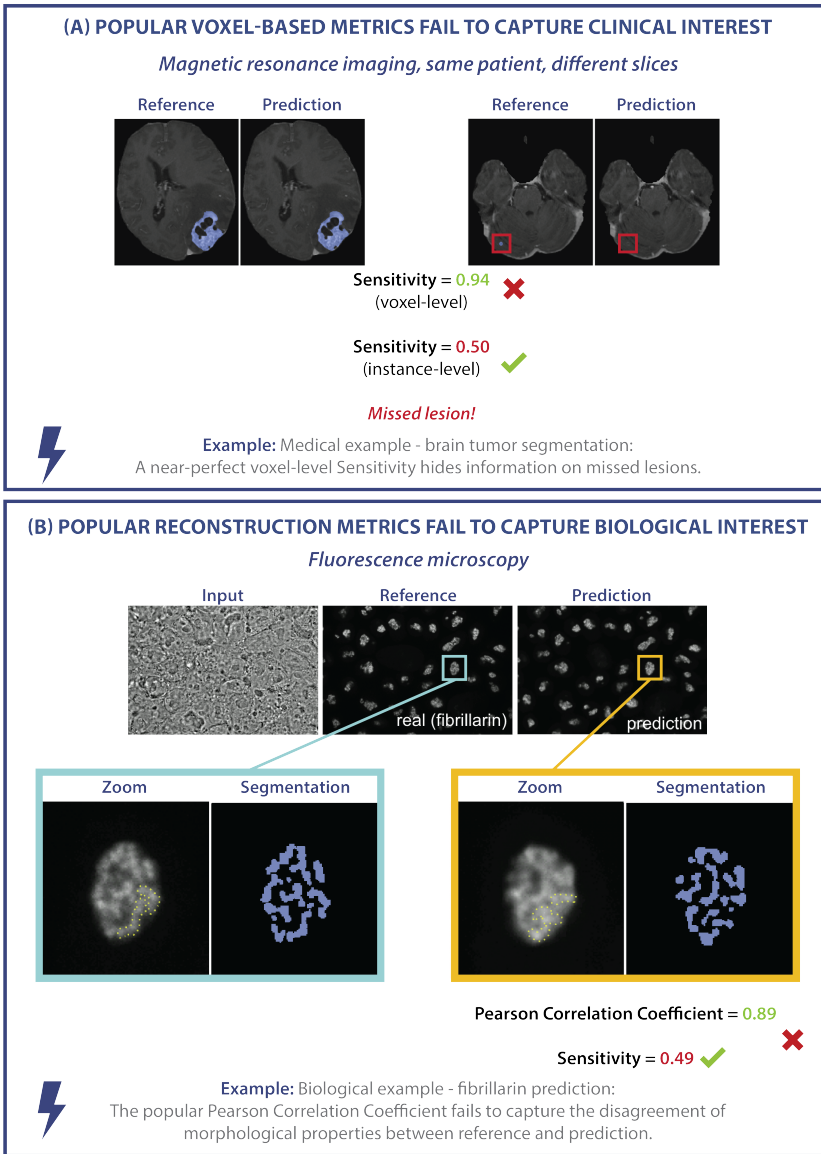 (A) POPULAR VOXEL-BASED METRICS FAIL TO CAPTURE CLINICAL INTEREST
Magnetic resonance imaging, same patient, different slices
Reference Prediction Reference Prediction
Sensitivity = 0.94
(voxel-level)
Sensitivity = 0.50
(instance-level)
Missed lesion!
Example: Medical example - brain tumor segmentation:
A near-perfect voxel-level Sensitivity hides information on missed lesions.
(B) POPULAR RECONSTRUCTION METRICS FAIL TO CAPTURE BIOLOGICAL INTEREST
Fluorescence microscopy
Input Reference Prediction
real (fibrillarin) prediction
Zoom Segmentation Zoom Segmentation
Pearson Correlation Coefficient = 0.89
Sensitivity = 0.49
Example: Biological example - fibrillarin prediction:
The popular Pearson Correlation Coefficient fails to capture the disagreement of
morphological properties between reference and prediction.